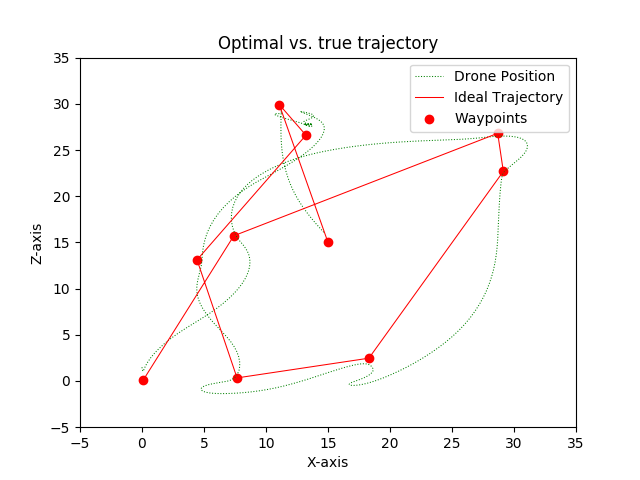 Optimal vs. true trajectory
Drone Position
Ideal Trajectory
Waypoints
35
30
25
20
15
10
5
0
−5
Z-axis
−5 0 5 10 15 20 25 30 35
X-axis